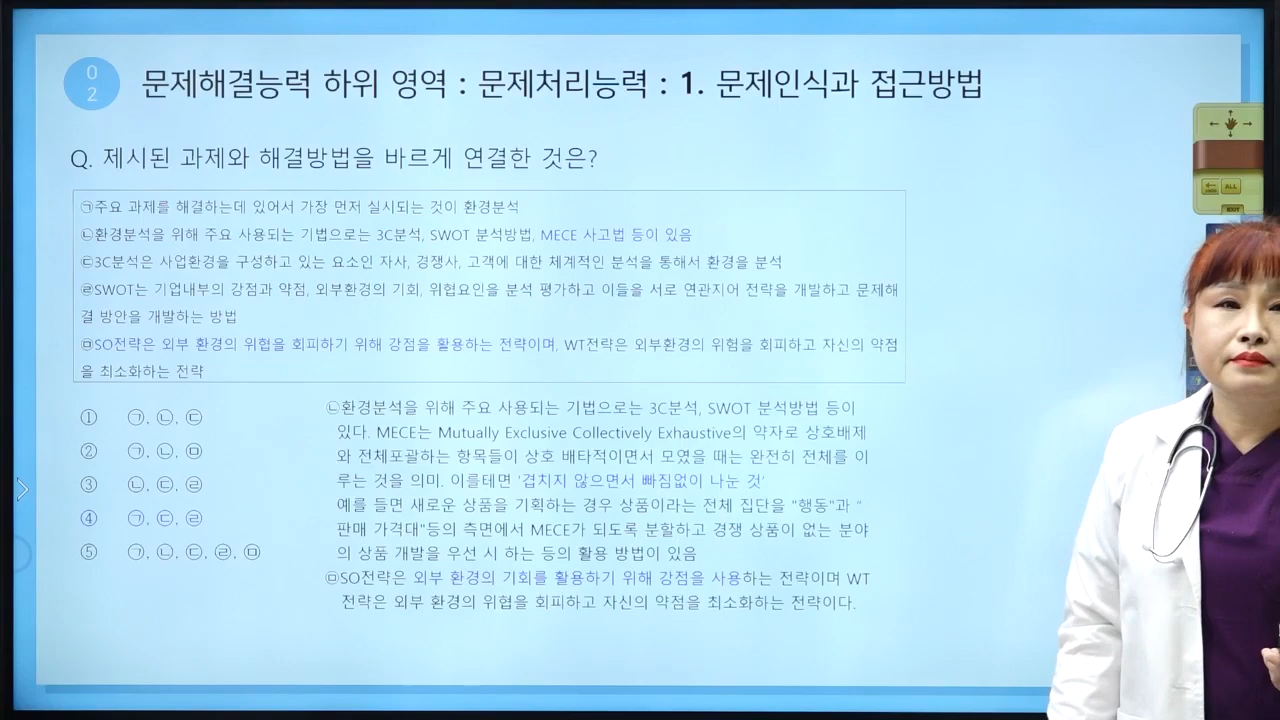 0
2
문제해결능력 하위 영역 : 문제처리능력 : 1. 문제인식과 접근방법
Q. 제시된 과제와 해결방법을 바르게 연결한 것은?
㉠주요 과제를 해결하는데 있어서 가장 먼저 실시되는 것이 환경분석
㉡환경분석을 위해 주요 사용되는 기법으로는 3C분석, SWOT 분석방법, MECE 사고법 등이 있음
㉢3C분석은 사업환경을 구성하고 있는 요소인 자사, 경쟁사, 고객에 대한 체계적인 분석을 통해서 환경을 분석
㉣SWOT는 기업내부의 강점과 약점, 외부환경의 기회, 위협요인을 분석 평가하고 이들을 서로 연관지어 전략을 개발하고 문제해
결 방안을 개발하는 방법
㉤SO전략은 외부 환경의 위협을 회피하기 위해 강점을 활용하는 전략이며, WT전략은 외부환경의 위험을 회피하고 자신의 약점
을 최소화하는 전략
① ㉠, ㉡, ㉢
② ㉠, ㉡, ㉤
③ ㉡, ㉢, ㉣
④ ㉠, ㉢, ㉣
⑤ ㉠, ㉡, ㉢, ㉣, ㉤
㉡환경분석을 위해 주요 사용되는 기법으로는 3C분석, SWOT 분석방법 등이
있다. MECE는 Mutually Exclusive Collectively Exhaustive의 약자로 상호배제
와 전체포괄하는 항목들이 상호 배타적이면서 모였을 때는 완전히 전체를 이
루는 것을 의미. 이를테면 '겹치지 않으면서 빠짐없이 나눈 것'
예를 들면 새로운 상품을 기획하는 경우 상품이라는 전체 집단을 "행동"과 "
판매 가격대"등의 측면에서 MECE가 되도록 분할하고 경쟁 상품이 없는 분야
의 상품 개발을 우선 시 하는 등의 활용 방법이 있음
㉤SO전략은 외부 환경의 기회를 활용하기 위해 강점을 사용하는 전략이며 WT
전략은 외부 환경의 위협을 회피하고 자신의 약점을 최소화하는 전략이다.
ALL
EXIT